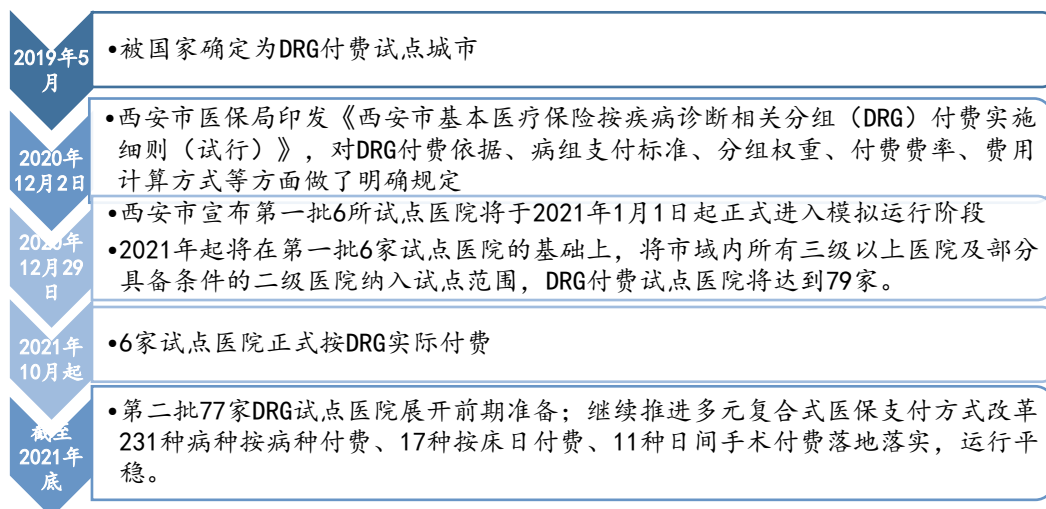 2019年5
月
•被国家确定为DRG付费试点城市
2020年
12月2日
•西安市医保局印发《西安市基本医疗保险按疾病诊断相关分组（DRG）付费实施
细则（试行）》，对DRG付费依据、病组支付标准、分组权重、付费费率、费用
计算方式等方面做了明确规定
2020年
12月29
日
•西安市宣布第一批6所试点医院将于2021年1月1日起正式进入模拟运行阶段
•2021年起将在第一批6家试点医院的基础上，将市域内所有三级以上医院及部分
具备条件的二级医院纳入试点范围，DRG付费试点医院将达到79家。
2021年
10月起
•6家试点医院正式按DRG实际付费
截至
2021年
底
•第二批77家DRG试点医院展开前期准备；继续推进多元复合式医保支付方式改革
231种病种按病种付费、17种按床日付费、11种日间手术付费落地落实，运行平
稳。